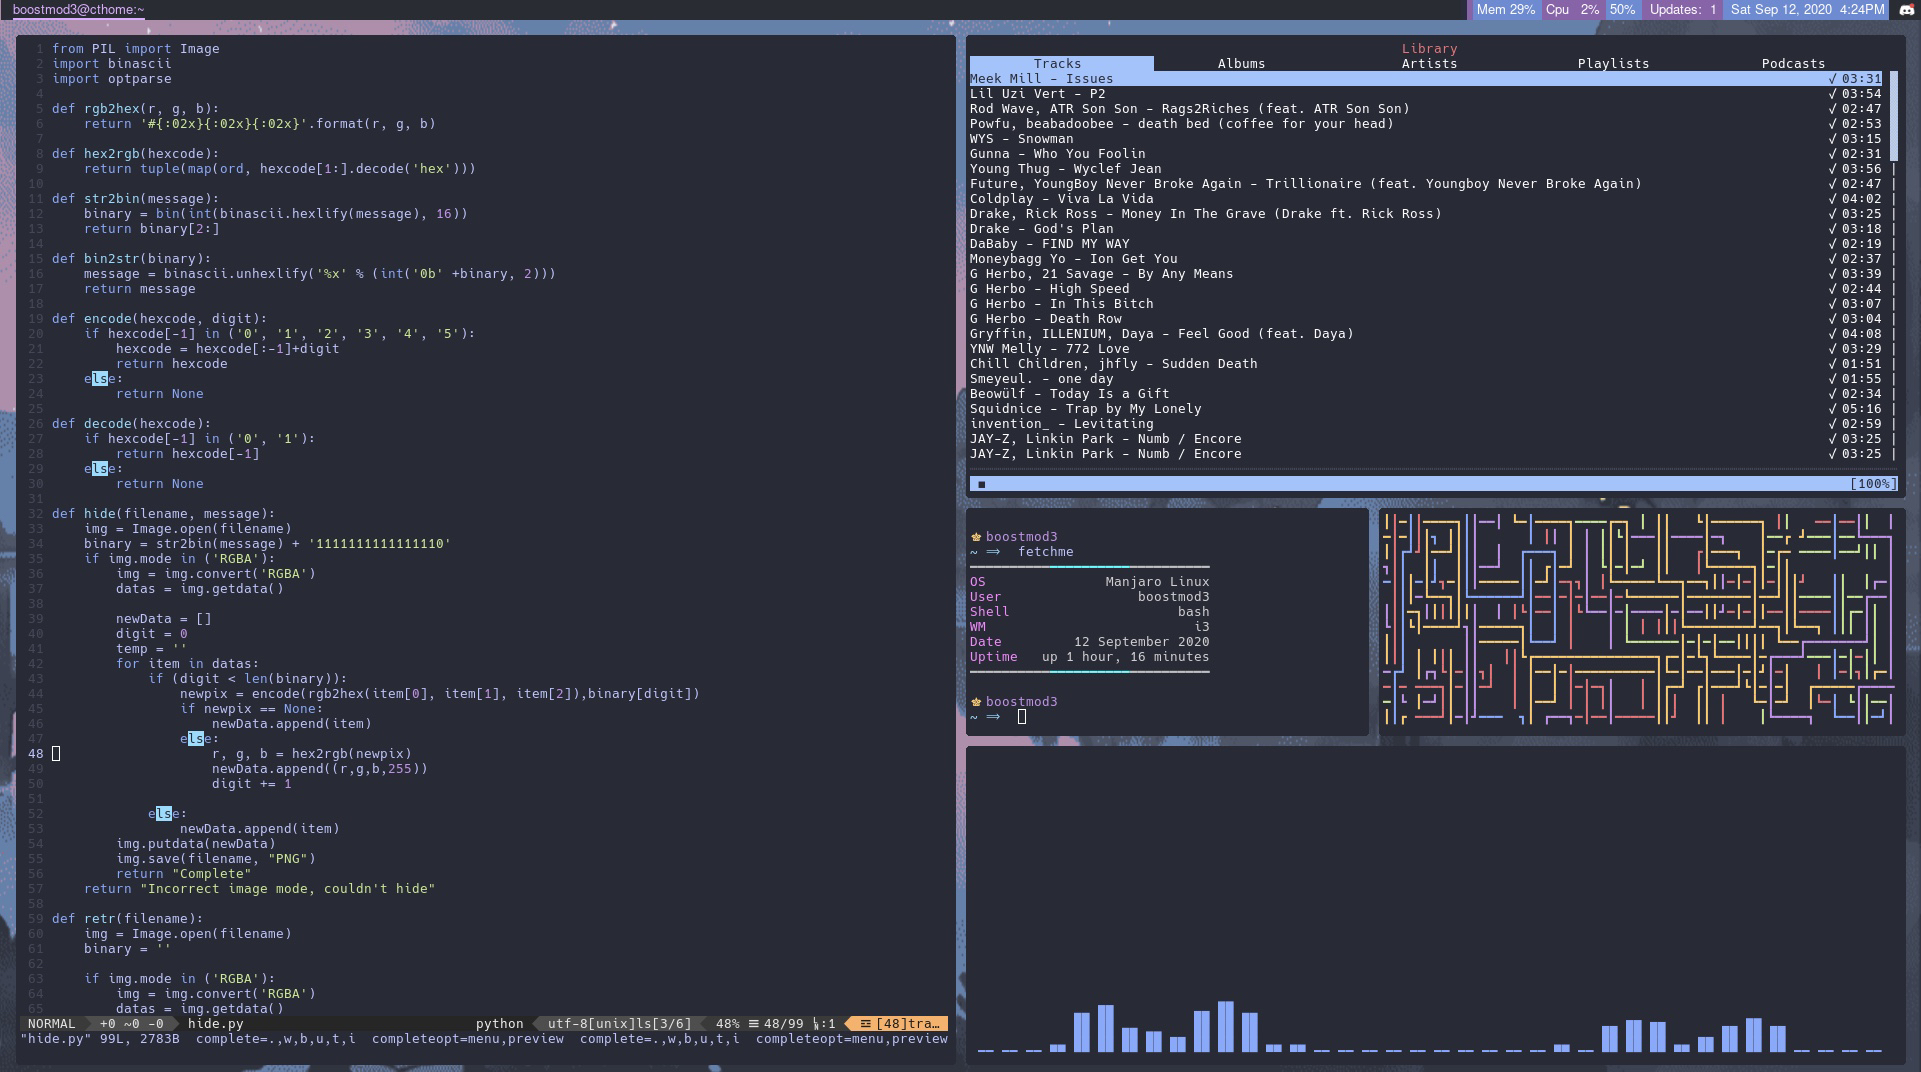 boostmod3@cthome:~
Mem 29% Cpu 2% 50% Updates: 1 Sat Sep 12, 2020 4:24PM
1 from PIL import Image
2 import binascii
3 import optparse
4
5 def rgb2hex(r, g, b):
6     return '#{:02x}{:02x}{:02x}'.format(r, g, b)
7
8 def hex2rgb(hexcode):
9     return tuple(map(ord, hexcode[1:].decode('hex')))
10
11 def str2bin(message):
12     binary = bin(int(binascii.hexlify(message), 16))
13     return binary[2:]
14
15 def bin2str(binary):
16     message = binascii.unhexlify('%x' % (int('0b' +binary, 2)))
17     return message
18
19 def encode(hexcode, digit):
20     if hexcode[-1] in ('0', '1', '2', '3', '4', '5'):
21         hexcode = hexcode[:-1]+digit
22         return hexcode
23     else:
24         return None
25
26 def decode(hexcode):
27     if hexcode[-1] in ('0', '1'):
28         return hexcode[-1]
29     else:
30         return None
31
32 def hide(filename, message):
33     img = Image.open(filename)
34     binary = str2bin(message) + '1111111111111110'
35     if img.mode in ('RGBA'):
36         img = img.convert('RGBA')
37         datas = img.getdata()
38
39         newData = []
40         digit = 0
41         temp = ''
42         for item in datas:
43             if (digit < len(binary)):
44                 newpix = encode(rgb2hex(item[0], item[1], item[2]),binary[digit])
45                 if newpix == None:
46                     newData.append(item)
47                 else:
48                     r, g, b = hex2rgb(newpix)
49                     newData.append((r,g,b,255))
50                     digit += 1
51
52             else:
53                 newData.append(item)
54         img.putdata(newData)
55         img.save(filename, "PNG")
56         return "Complete"
57     return "Incorrect image mode, couldn't hide"
58
59 def retr(filename):
60     img = Image.open(filename)
61     binary = ''
62
63     if img.mode in ('RGBA'):
64         img = img.convert('RGBA')
65         datas = img.getdata()
NORMAL +0 ~0 -0 hide.py python utf-8[unix]ls[3/6] 48% ☰ 48/99 ㏑:1 ☲ [48]tra…
"hide.py" 99L, 2783B complete=.,w,b,u,t,i completeopt=menu,preview complete=.,w,b,u,t,i completeopt=menu,preview
Library
Tracks Albums Artists Playlists Podcasts
Meek Mill - Issues √ 03:31
Lil Uzi Vert - P2 √ 03:54
Rod Wave, ATR Son Son - Rags2Riches (feat. ATR Son Son) √ 02:47
Powfu, beabadoobee - death bed (coffee for your head) √ 02:53
WYS - Snowman √ 03:15
Gunna - Who You Foolin √ 02:31
Young Thug - Wyclef Jean √ 03:56
Future, YoungBoy Never Broke Again - Trillionaire (feat. Youngboy Never Broke Again) √ 02:47
Coldplay - Viva La Vida √ 04:02
Drake, Rick Ross - Money In The Grave (Drake ft. Rick Ross) √ 03:25
Drake - God's Plan √ 03:18
DaBaby - FIND MY WAY √ 02:19
Moneybagg Yo - Ion Get You √ 02:37
G Herbo, 21 Savage - By Any Means √ 03:39
G Herbo - High Speed √ 02:44
G Herbo - In This Bitch √ 03:07
G Herbo - Death Row √ 03:04
Gryffin, ILLENIUM, Daya - Feel Good (feat. Daya) √ 04:08
YNW Melly - 772 Love √ 03:29
Chill Children, jhfly - Sudden Death √ 01:51
Smeyeul. - one day √ 01:55
Beowülf - Today Is a Gift √ 02:34
Squidnice - Trap by My Lonely √ 05:16
invention_ - Levitating √ 02:59
JAY-Z, Linkin Park - Numb / Encore √ 03:25
JAY-Z, Linkin Park - Numb / Encore √ 03:25
[100%]
boostmod3
~ ⟹ fetchme
OS Manjaro Linux
User boostmod3
Shell bash
WM i3
Date 12 September 2020
Uptime up 1 hour, 16 minutes
boostmod3
~ ⟹